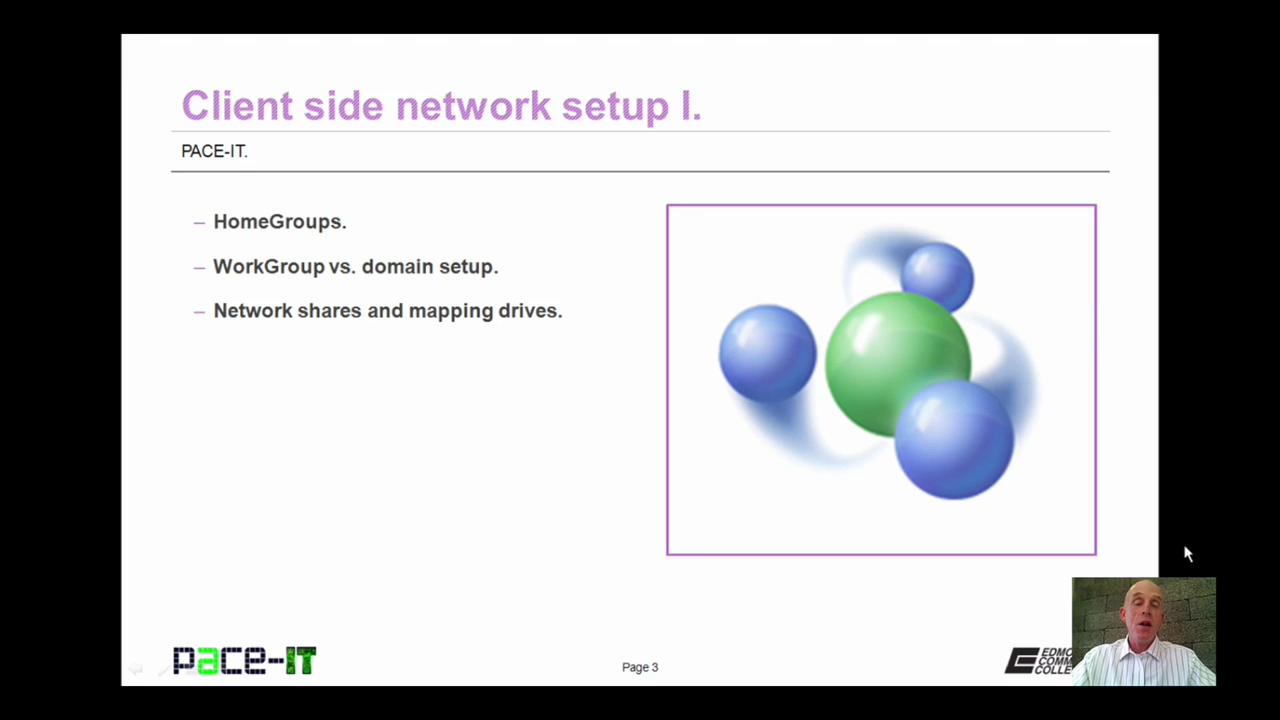 Client side network setup I.
PACE-IT.
– HomeGroups.
– WorkGroup vs. domain setup.
– Network shares and mapping drives.
pace-IT
Page 3